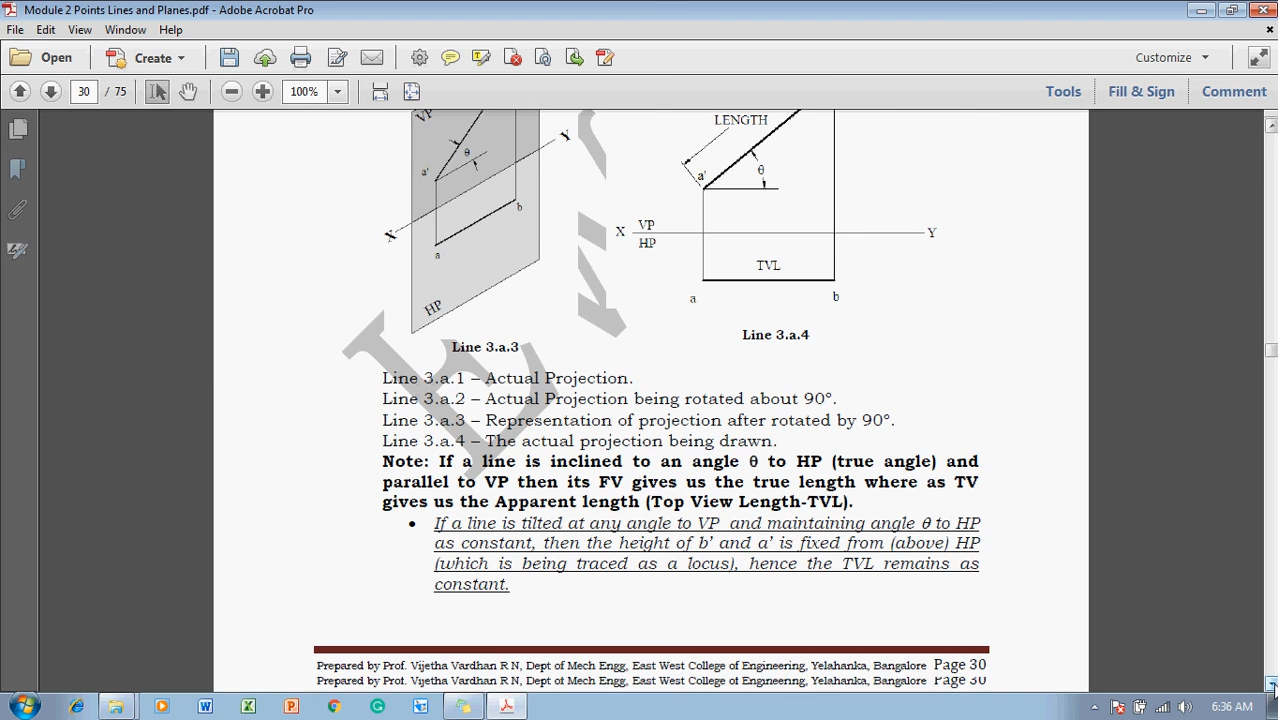 Module 2 Points Lines and Planes.pdf - Adobe Acrobat Pro
File Edit View Window Help
Open Create Customize
30 / 75 100% Tools Fill & Sign Comment
VP θ Y
a'
b
X
a
HP
Line 3.a.3
LENGTH
a' θ
X VP Y
HP
TVL
a b
Line 3.a.4
Line 3.a.1 – Actual Projection.
Line 3.a.2 – Actual Projection being rotated about 90°.
Line 3.a.3 – Representation of projection after rotated by 90°.
Line 3.a.4 – The actual projection being drawn.
Note: If a line is inclined to an angle θ to HP (true angle) and
parallel to VP then its FV gives us the true length where as TV
gives us the Apparent length (Top View Length-TVL).
• If a line is tilted at any angle to VP and maintaining angle θ to HP
as constant, then the height of b' and a' is fixed from (above) HP
(which is being traced as a locus), hence the TVL remains as
constant.
Prepared by Prof. Vijetha Vardhan R N, Dept of Mech Engg, East West College of Engineering, Yelahanka, Bangalore Page 30
Prepared by Prof. Vijetha Vardhan R N, Dept of Mech Engg, East West College of Engineering, Yelahanka, Bangalore Page 30
6:36 AM